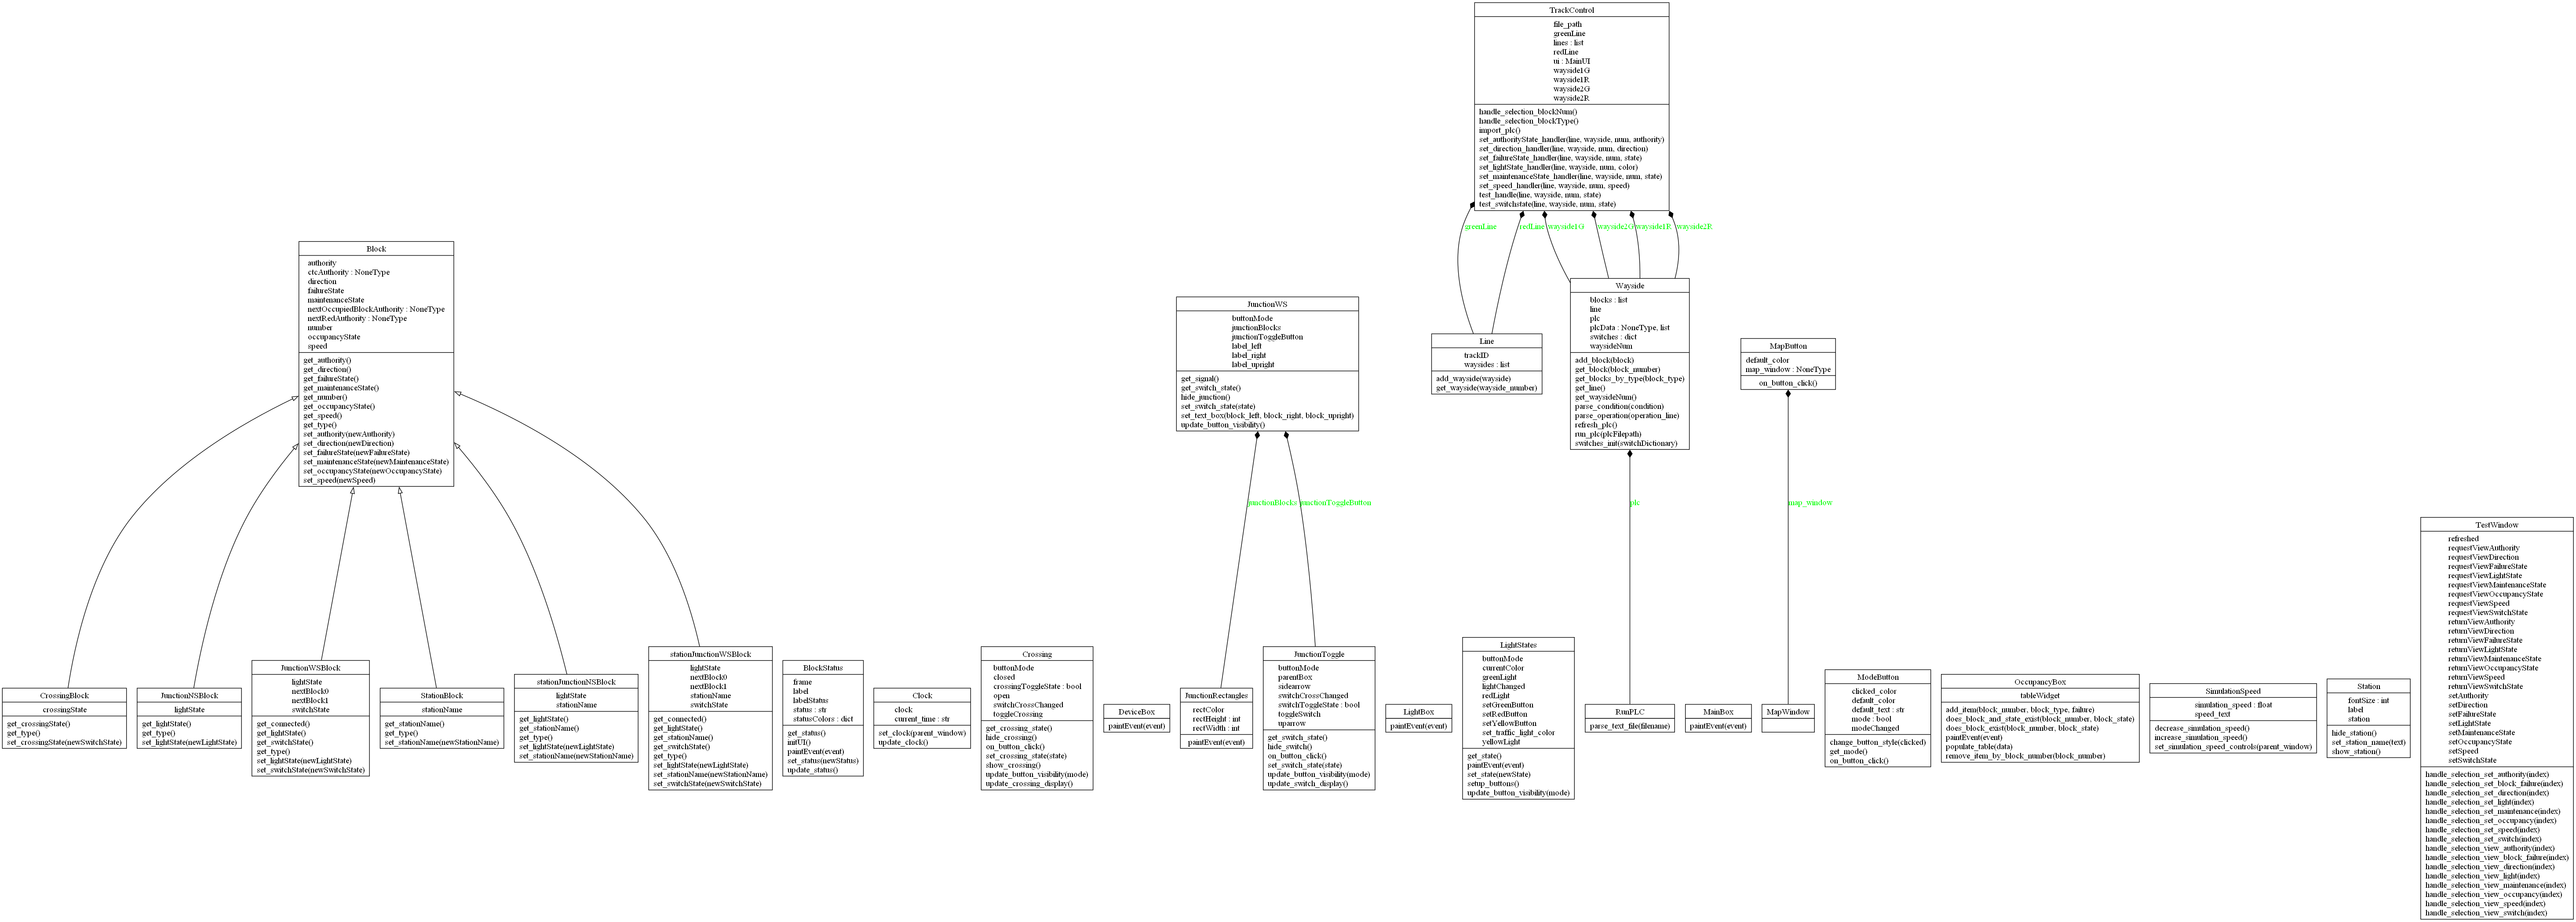 TrackControl
file_path
greenLine
lines : list
redLine
ui : MainUI
wayside1G
wayside1R
wayside2G
wayside2R
handle_selection_blockNum()
handle_selection_blockType()
import_plc()
set_authorityState_handler(line, wayside, num, authority)
set_direction_handler(line, wayside, num, direction)
set_failureState_handler(line, wayside, num, state)
set_lightState_handler(line, wayside, num, color)
set_maintenanceState_handler(line, wayside, num, state)
set_speed_handler(line, wayside, num, speed)
test_handle(line, wayside, num, state)
test_switchstate(line, wayside, num, state)
greenLine
redLine
wayside1G
wayside2G
wayside1R
wayside2R
Block
authority
ctcAuthority : NoneType
direction
failureState
maintenanceState
nextOccupiedBlockAuthority : NoneType
nextRedAuthority : NoneType
number
occupancyState
speed
get_authority()
get_direction()
get_failureState()
get_maintenanceState()
get_number()
get_occupancyState()
get_speed()
get_type()
set_authority(newAuthority)
set_direction(newDirection)
set_failureState(newFailureState)
set_maintenanceState(newMaintenanceState)
set_occupancyState(newOccupancyState)
set_speed(newSpeed)
JunctionWS
buttonMode
junctionBlocks
junctionToggleButton
label_left
label_right
label_upright
get_signal()
get_switch_state()
hide_junction()
set_switch_state(state)
set_text_box(block_left, block_right, block_upright)
update_button_visibility()
Line
trackID
waysides : list
add_wayside(wayside)
get_wayside(wayside_number)
Wayside
blocks : list
line
plc
plcData : NoneType, list
switches : dict
waysideNum
add_block(block)
get_block(block_number)
get_blocks_by_type(block_type)
get_line()
get_waysideNum()
parse_condition(condition)
parse_operation(operation_line)
refresh_plc()
run_plc(plcFilepath)
switches_init(switchDictionary)
MapButton
default_color
map_window : NoneType
on_button_click()
junctionBlocks
junctionToggleButton
plc
map_window
CrossingBlock
crossingState
get_crossingState()
get_type()
set_crossingState(newSwitchState)
JunctionNSBlock
lightState
get_lightState()
get_type()
set_lightState(newLightState)
JunctionWSBlock
lightState
nextBlock0
nextBlock1
switchState
get_connected()
get_lightState()
get_switchState()
get_type()
set_lightState(newLightState)
set_switchState(newSwitchState)
StationBlock
stationName
get_stationName()
get_type()
set_stationName(newStationName)
stationJunctionNSBlock
lightState
stationName
get_lightState()
get_stationName()
get_type()
set_lightState(newLightState)
set_stationName(newStationName)
stationJunctionWSBlock
lightState
nextBlock0
nextBlock1
stationName
switchState
get_connected()
get_lightState()
get_stationName()
get_switchState()
get_type()
set_lightState(newLightState)
set_stationName(newStationName)
set_switchState(newSwitchState)
BlockStatus
frame
label
labelStatus
status : str
statusColors : dict
get_status()
initUI()
paintEvent(event)
set_status(newStatus)
update_status()
Clock
clock
current_time : str
set_clock(parent_window)
update_clock()
Crossing
buttonMode
closed
crossingToggleState : bool
open
switchCrossChanged
toggleCrossing
get_crossing_state()
hide_crossing()
on_button_click()
set_crossing_state(state)
show_crossing()
update_button_visibility(mode)
update_crossing_display()
DeviceBox
paintEvent(event)
JunctionRectangles
rectColor
rectHeight : int
rectWidth : int
paintEvent(event)
JunctionToggle
buttonMode
parentBox
sidearrow
switchCrossChanged
switchToggleState : bool
toggleSwitch
uparrow
get_switch_state()
hide_switch()
on_button_click()
set_switch_state(state)
update_button_visibility(mode)
update_switch_display()
LightBox
paintEvent(event)
LightStates
buttonMode
currentColor
greenLight
lightChanged
redLight
setGreenButton
setRedButton
setYellowButton
set_traffic_light_color
yellowLight
get_state()
paintEvent(event)
set_state(newState)
setup_buttons()
update_button_visibility(mode)
RunPLC
parse_text_file(filename)
MainBox
paintEvent(event)
MapWindow
ModeButton
clicked_color
default_color
default_text : str
mode : bool
modeChanged
change_button_style(clicked)
get_mode()
on_button_click()
OccupancyBox
tableWidget
add_item(block_number, block_type, failure)
does_block_and_state_exist(block_number, block_state)
does_block_exist(block_number, block_state)
paintEvent(event)
populate_table(data)
remove_item_by_block_number(block_number)
SimulationSpeed
simulation_speed : float
speed_text
decrease_simulation_speed()
increase_simulation_speed()
set_simulation_speed_controls(parent_window)
Station
fontSize : int
label
station
hide_station()
set_station_name(text)
show_station()
TestWindow
refreshed
requestViewAuthority
requestViewDirection
requestViewFailureState
requestViewLightState
requestViewMaintenanceState
requestViewOccupancyState
requestViewSpeed
requestViewSwitchState
returnViewAuthority
returnViewDirection
returnViewFailureState
returnViewLightState
returnViewMaintenanceState
returnViewOccupancyState
returnViewSpeed
returnViewSwitchState
setAuthority
setDirection
setFailureState
setLightState
setMaintenanceState
setOccupancyState
setSpeed
setSwitchState
handle_selection_set_authority(index)
handle_selection_set_block_failure(index)
handle_selection_set_direction(index)
handle_selection_set_light(index)
handle_selection_set_maintenance(index)
handle_selection_set_occupancy(index)
handle_selection_set_speed(index)
handle_selection_set_switch(index)
handle_selection_view_authority(index)
handle_selection_view_block_failure(index)
handle_selection_view_direction(index)
handle_selection_view_light(index)
handle_selection_view_maintenance(index)
handle_selection_view_occupancy(index)
handle_selection_view_speed(index)
handle_selection_view_switch(index)